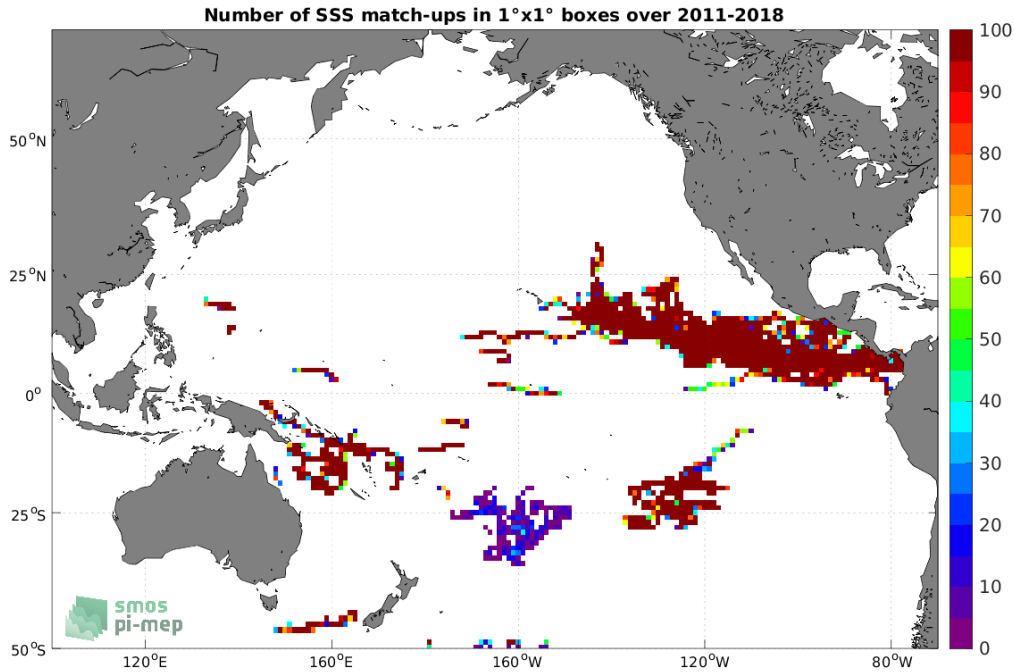 Number of SSS match-ups in 1°x1° boxes over 2011-2018
100
90
80
70
60
50
40
30
20
10
0
50°N
25°N
0°
25°S
50°S
120°E
160°E
160°W
120°W
80°W
smos
pi-mep